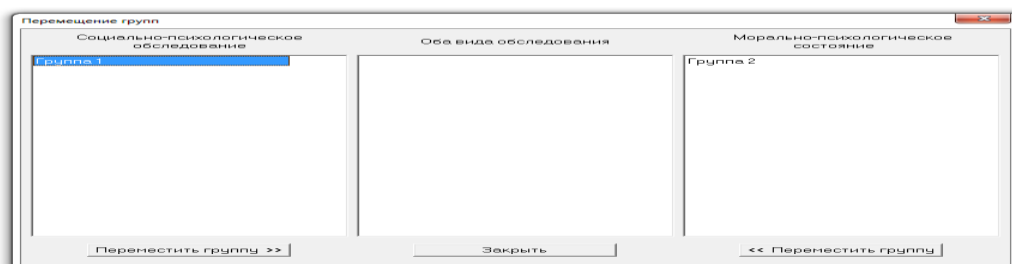 Перемещение групп
Социально-психологическое
обследование
Оба вида обследования
Морально-психологическое
состояние
Группа 1
Группа 2
Переместить группу >>
Закрыть
<< Переместить группу